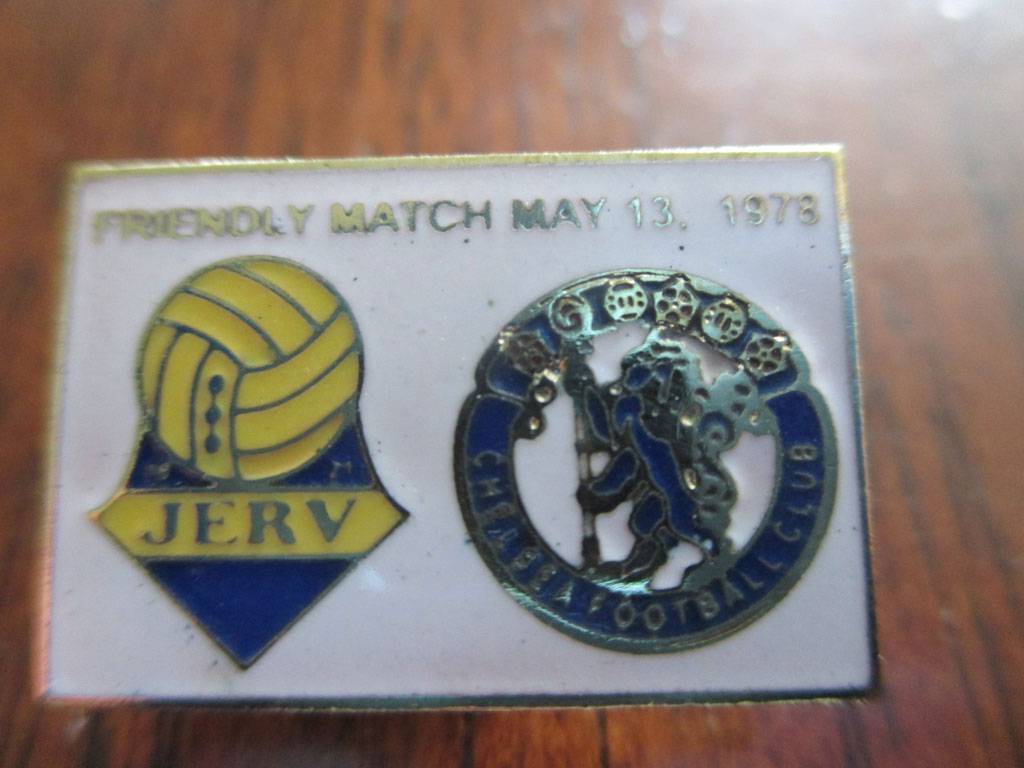 FRIENDLY MATCH MAY 13. 1978
JERV
CHELSEA FOOTBALL CLUB